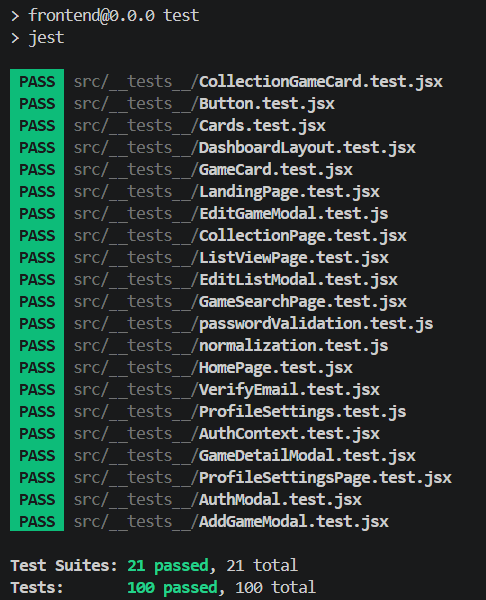 > frontend@0.0.0 test
> jest
PASS src/__tests__/CollectionGameCard.test.jsx
PASS src/__tests__/Button.test.jsx
PASS src/__tests__/Cards.test.jsx
PASS src/__tests__/DashboardLayout.test.jsx
PASS src/__tests__/GameCard.test.jsx
PASS src/__tests__/LandingPage.test.jsx
PASS src/__tests__/EditGameModal.test.js
PASS src/__tests__/CollectionPage.test.jsx
PASS src/__tests__/ListViewPage.test.jsx
PASS src/__tests__/EditListModal.test.jsx
PASS src/__tests__/GameSearchPage.test.jsx
PASS src/__tests__/passwordValidation.test.js
PASS src/__tests__/normalization.test.js
PASS src/__tests__/HomePage.test.jsx
PASS src/__tests__/VerifyEmail.test.jsx
PASS src/__tests__/ProfileSettings.test.js
PASS src/__tests__/AuthContext.test.jsx
PASS src/__tests__/GameDetailModal.test.jsx
PASS src/__tests__/ProfileSettingsPage.test.jsx
PASS src/__tests__/AuthModal.test.jsx
PASS src/__tests__/AddGameModal.test.jsx
Test Suites: 21 passed, 21 total
Tests: 100 passed, 100 total